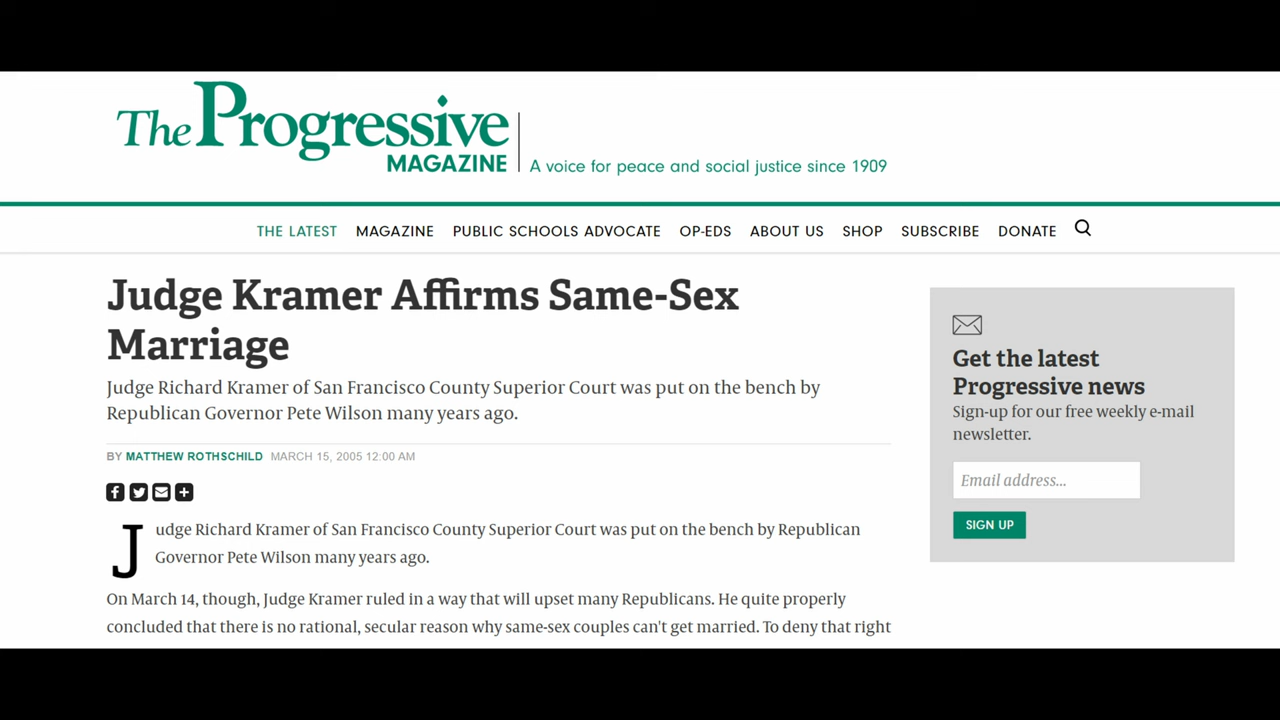 The Progressive
MAGAZINE
A voice for peace and social justice since 1909
THE LATEST MAGAZINE PUBLIC SCHOOLS ADVOCATE OP-EDS ABOUT US SHOP SUBSCRIBE DONATE
Judge Kramer Affirms Same-Sex
Marriage
Judge Richard Kramer of San Francisco County Superior Court was put on the bench by
Republican Governor Pete Wilson many years ago.
BY MATTHEW ROTHSCHILD MARCH 15, 2005 12:00 AM
Judge Richard Kramer of San Francisco County Superior Court was put on the bench by Republican
Governor Pete Wilson many years ago.
On March 14, though, Judge Kramer ruled in a way that will upset many Republicans. He quite properly
concluded that there is no rational, secular reason why same-sex couples can't get married. To deny that right
Get the latest
Progressive news
Sign-up for our free weekly e-mail
newsletter.
Email address...
SIGN UP